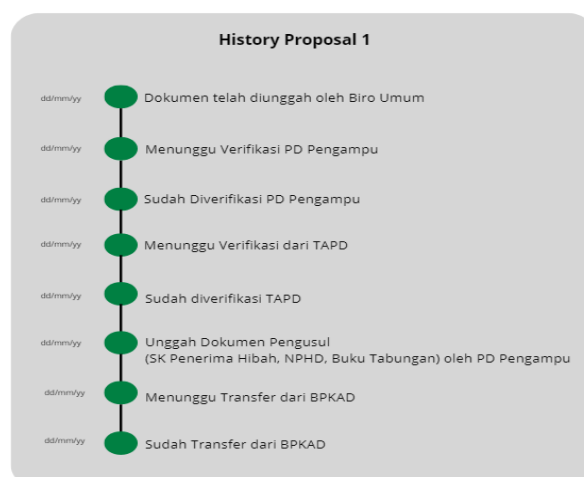 History Proposal 1
dd/mm/yy Dokumen telah diunggah oleh Biro Umum
dd/mm/yy Menunggu Verifikasi PD Pengampu
dd/mm/yy Sudah Diverifikasi PD Pengampu
dd/mm/yy Menunggu Verifikasi dari TAPD
dd/mm/yy Sudah diverifikasi TAPD
dd/mm/yy Unggah Dokumen Pengusul
(SK Penerima Hibah, NPHD, Buku Tabungan) oleh PD Pengampu
dd/mm/yy Menunggu Transfer dari BPKAD
dd/mm/yy Sudah Transfer dari BPKAD